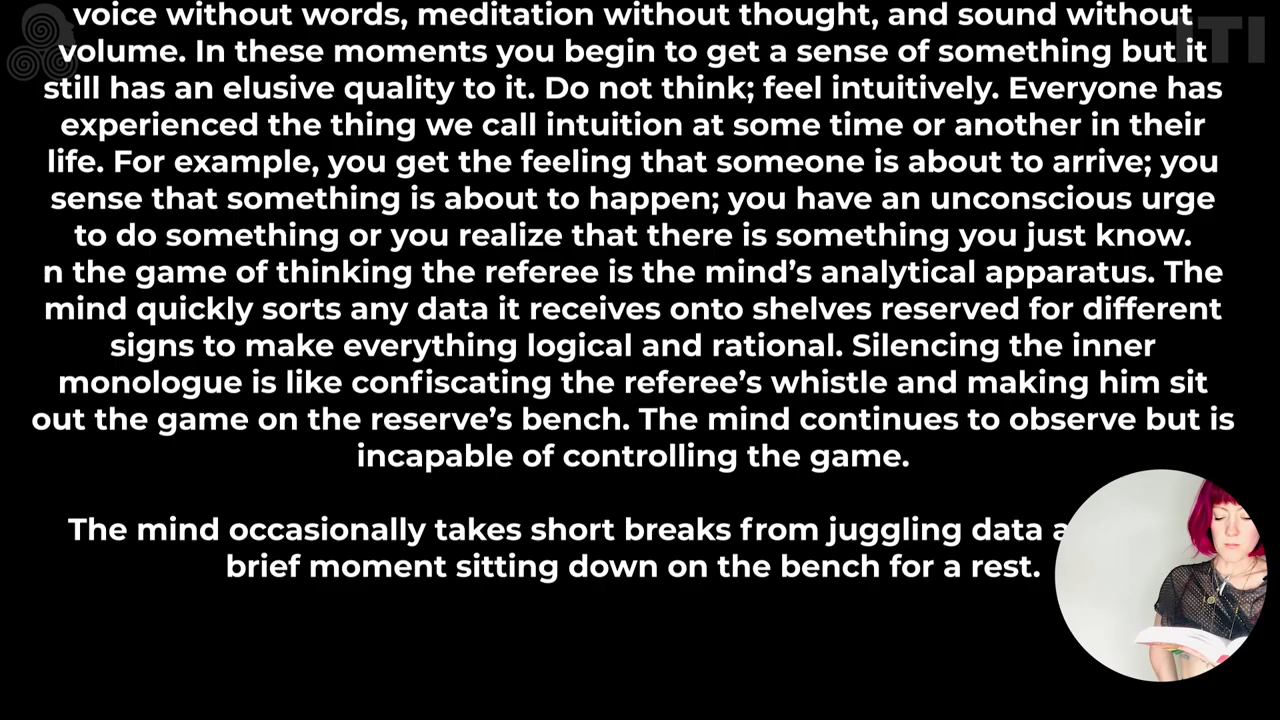 voice without words, meditation without thought, and sound without
volume. In these moments you begin to get a sense of something but it
still has an elusive quality to it. Do not think; feel intuitively. Everyone has
experienced the thing we call intuition at some time or another in their
life. For example, you get the feeling that someone is about to arrive; you
sense that something is about to happen; you have an unconscious urge
to do something or you realize that there is something you just know.
n the game of thinking the referee is the mind’s analytical apparatus. The
mind quickly sorts any data it receives onto shelves reserved for different
signs to make everything logical and rational. Silencing the inner
monologue is like confiscating the referee’s whistle and making him sit
out the game on the reserve’s bench. The mind continues to observe but is
incapable of controlling the game.
The mind occasionally takes short breaks from juggling data
brief moment sitting down on the bench for a rest.
ITI